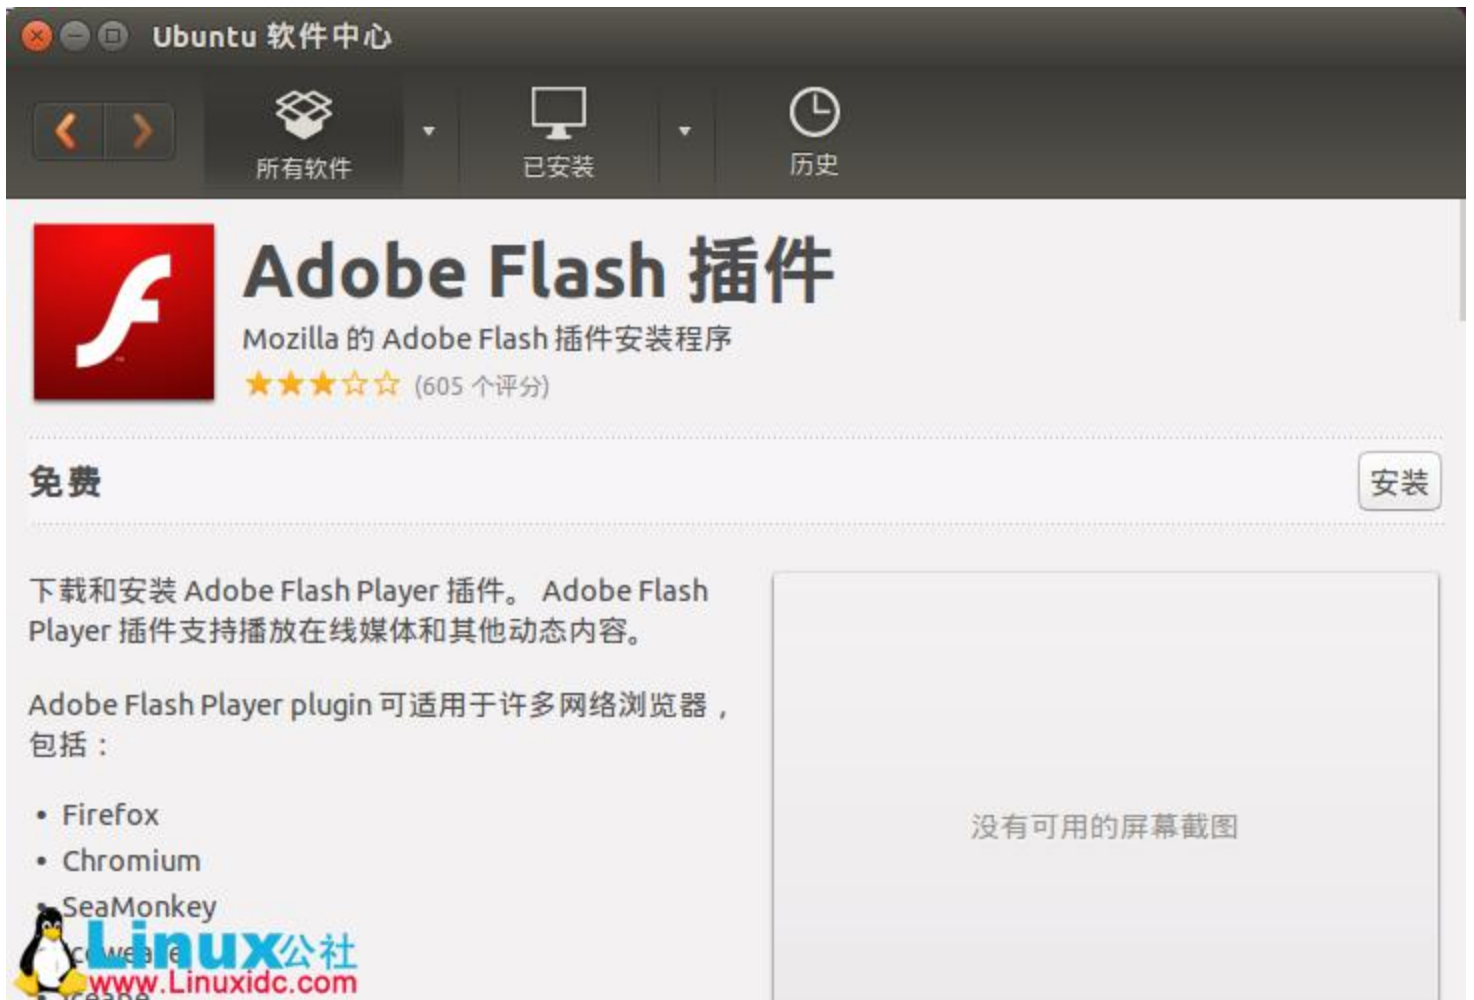 Ubuntu 软件中心
所有软件
已安装
历史
Adobe Flash 插件
Mozilla 的 Adobe Flash 插件安装程序
(605 个评分)
免费
安装
下载和安装 Adobe Flash Player 插件。 Adobe Flash
Player 插件支持播放在线媒体和其他动态内容。
Adobe Flash Player plugin 可适用于许多网络浏览器，
包括：
• Firefox
• Chromium
• SeaMonkey
没有可用的屏幕截图
Linux公社
www.Linuxidc.com